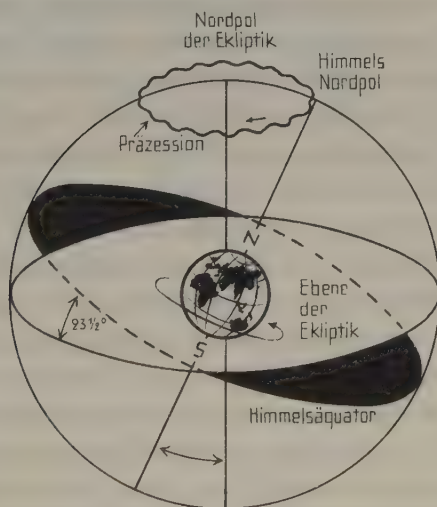 Nordpol
der Ekliptik
Himmels
Nordpol
Präzession
N
Ebene
der
Ekliptik
23½°
S
Himmelsäquator